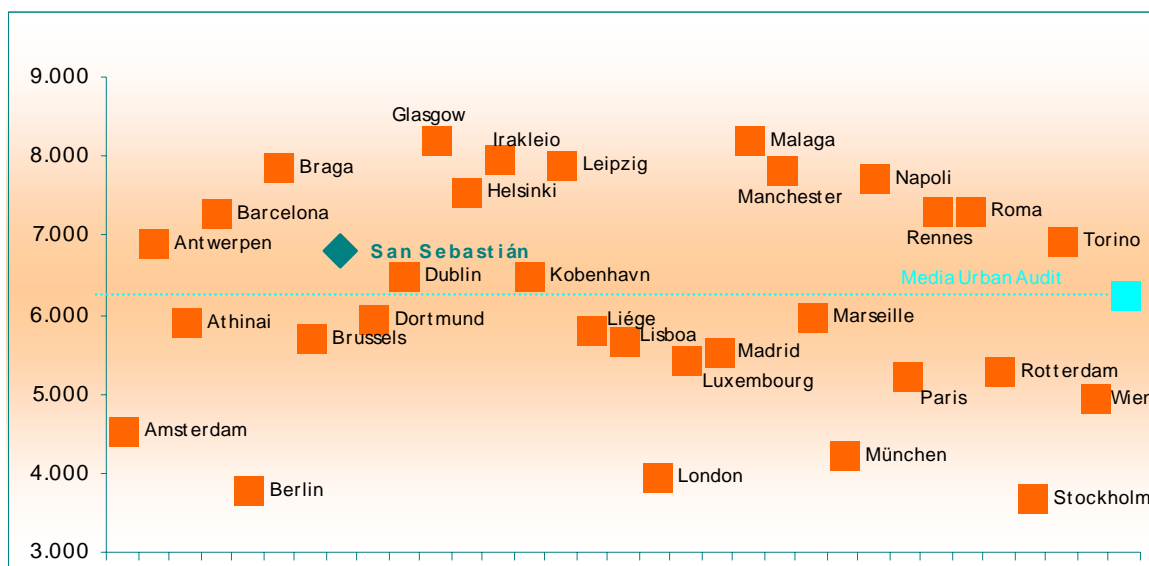 9.000
Glasgow
Irakleio
Malaga
8.000
Braga
Leipzig
Helsinki
Manchester
Napoli
Barcelona
Roma
7.000
Antwerpen
San Sebastián
Rennes
Torino
Dublin
Kobenhavn
Media Urban Audit
6.000
Athinai
Dortmund
Liége
Marseille
Brussels
Lisboa
Madrid
Luxembourg
Rotterdam
5.000
Paris
Wien
Amsterdam
München
4.000
Berlin
London
Stockholm
3.000